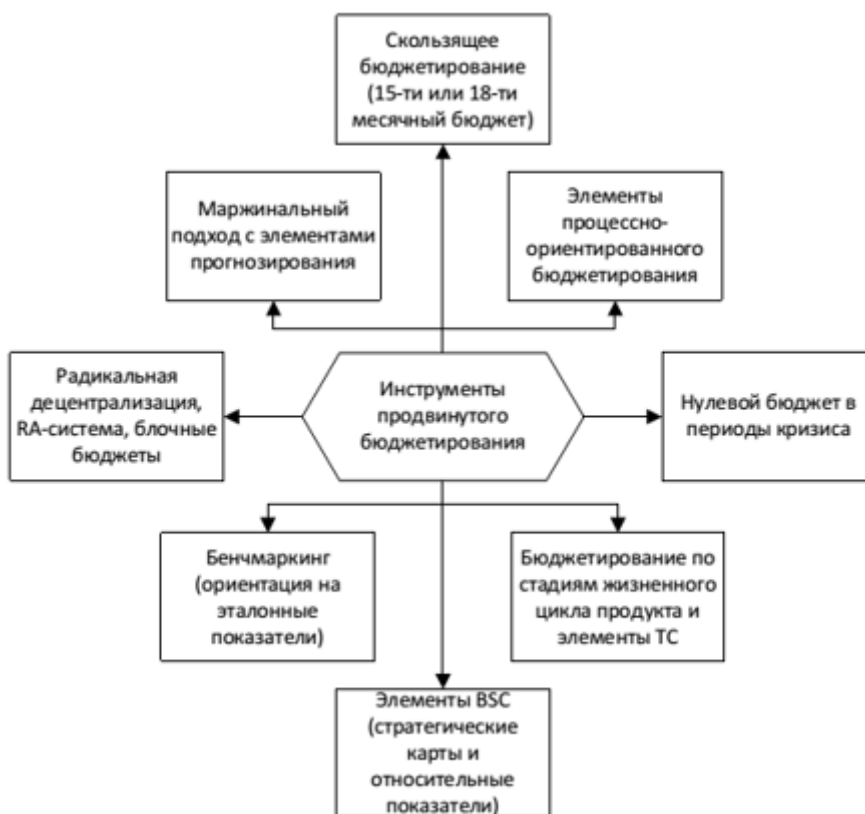 Скользящее
бюджетирование
(15-ти или 18-ти
месячный бюджет)
Маржинальный
подход с элементами
прогнозирования
Элементы
процессно-
ориентированного
бюджетирования
Радикальная
децентрализация,
RA-система, блочные
бюджеты
Инструменты
продвинутого
бюджетирования
Нулевой бюджет в
периоды кризиса
Бенчмаркинг
(ориентация на
эталонные
показатели)
Бюджетирование по
стадиям жизненного
цикла продукта и
элементы ТС
Элементы BSC
(стратегические
карты и
относительные
показатели)